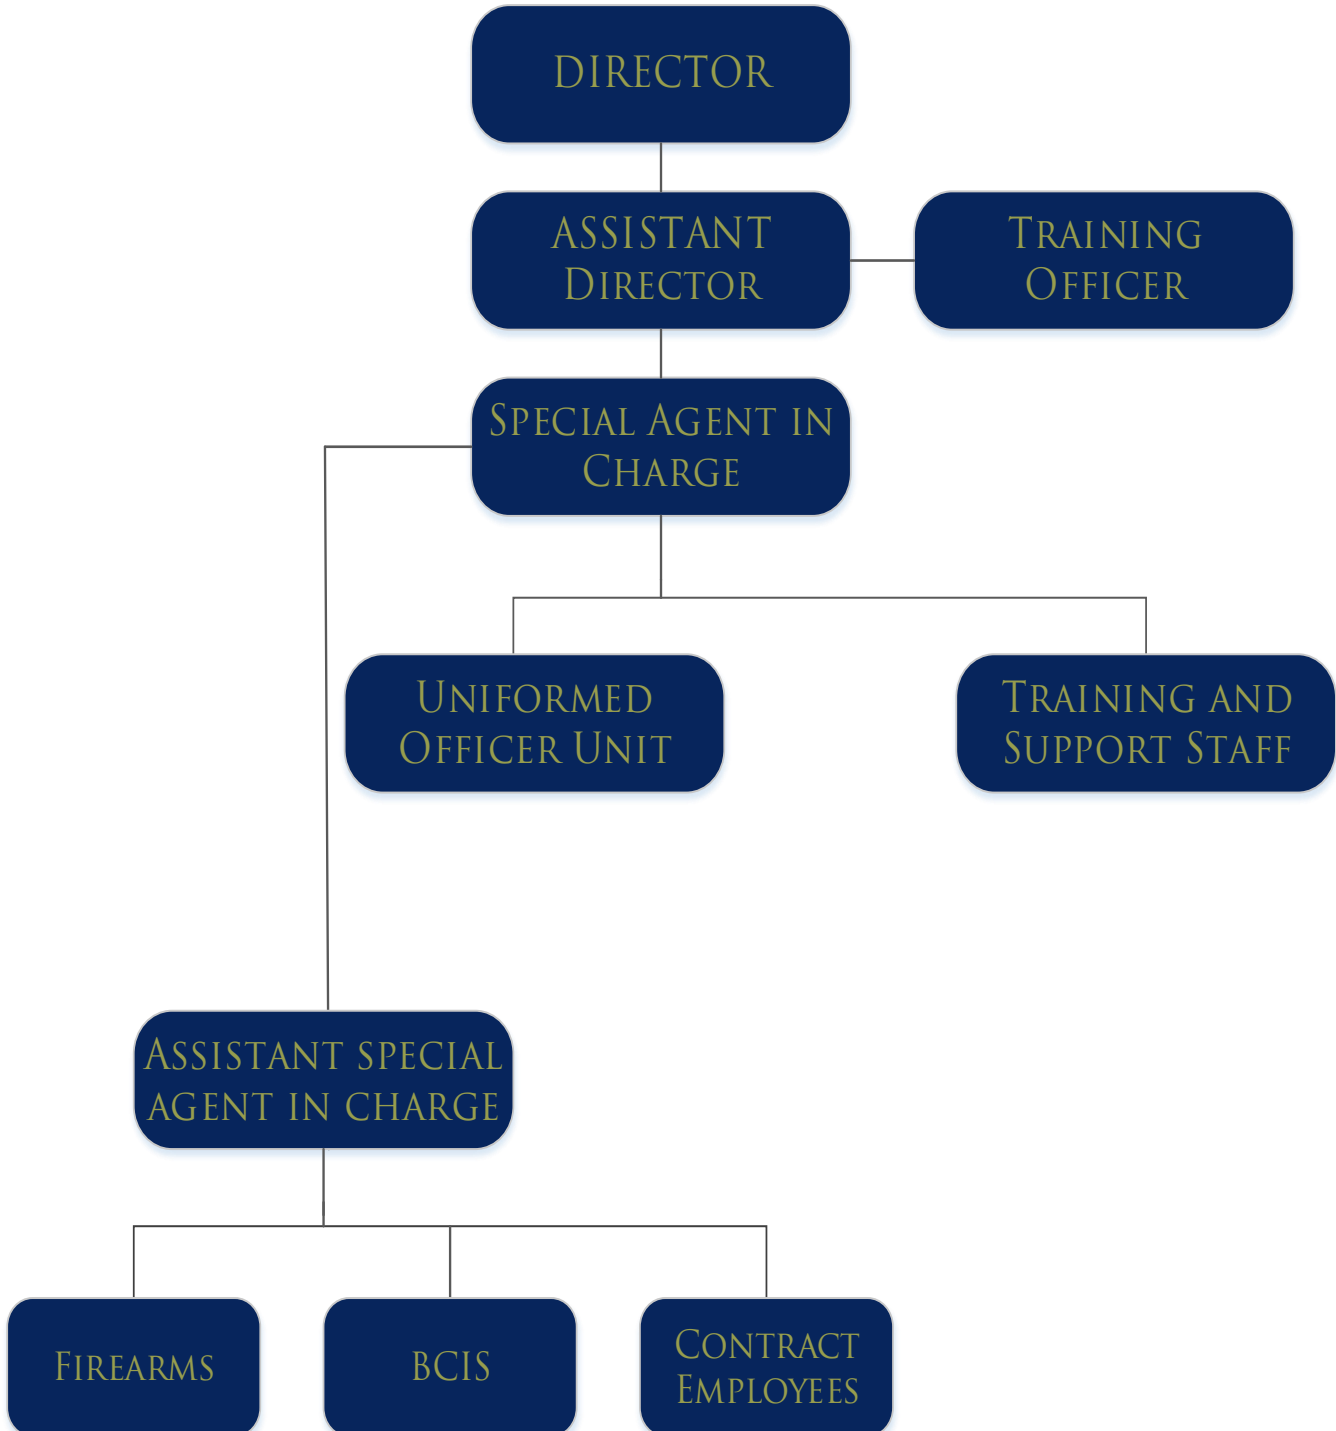 DIRECTOR
ASSISTANT
DIRECTOR
TRAINING
OFFICER
SPECIAL AGENT IN
CHARGE
UNIFORMED
OFFICER UNIT
TRAINING AND
SUPPORT STAFF
ASSISTANT SPECIAL
AGENT IN CHARGE
FIREARMS
BCIS
CONTRACT
EMPLOYEES